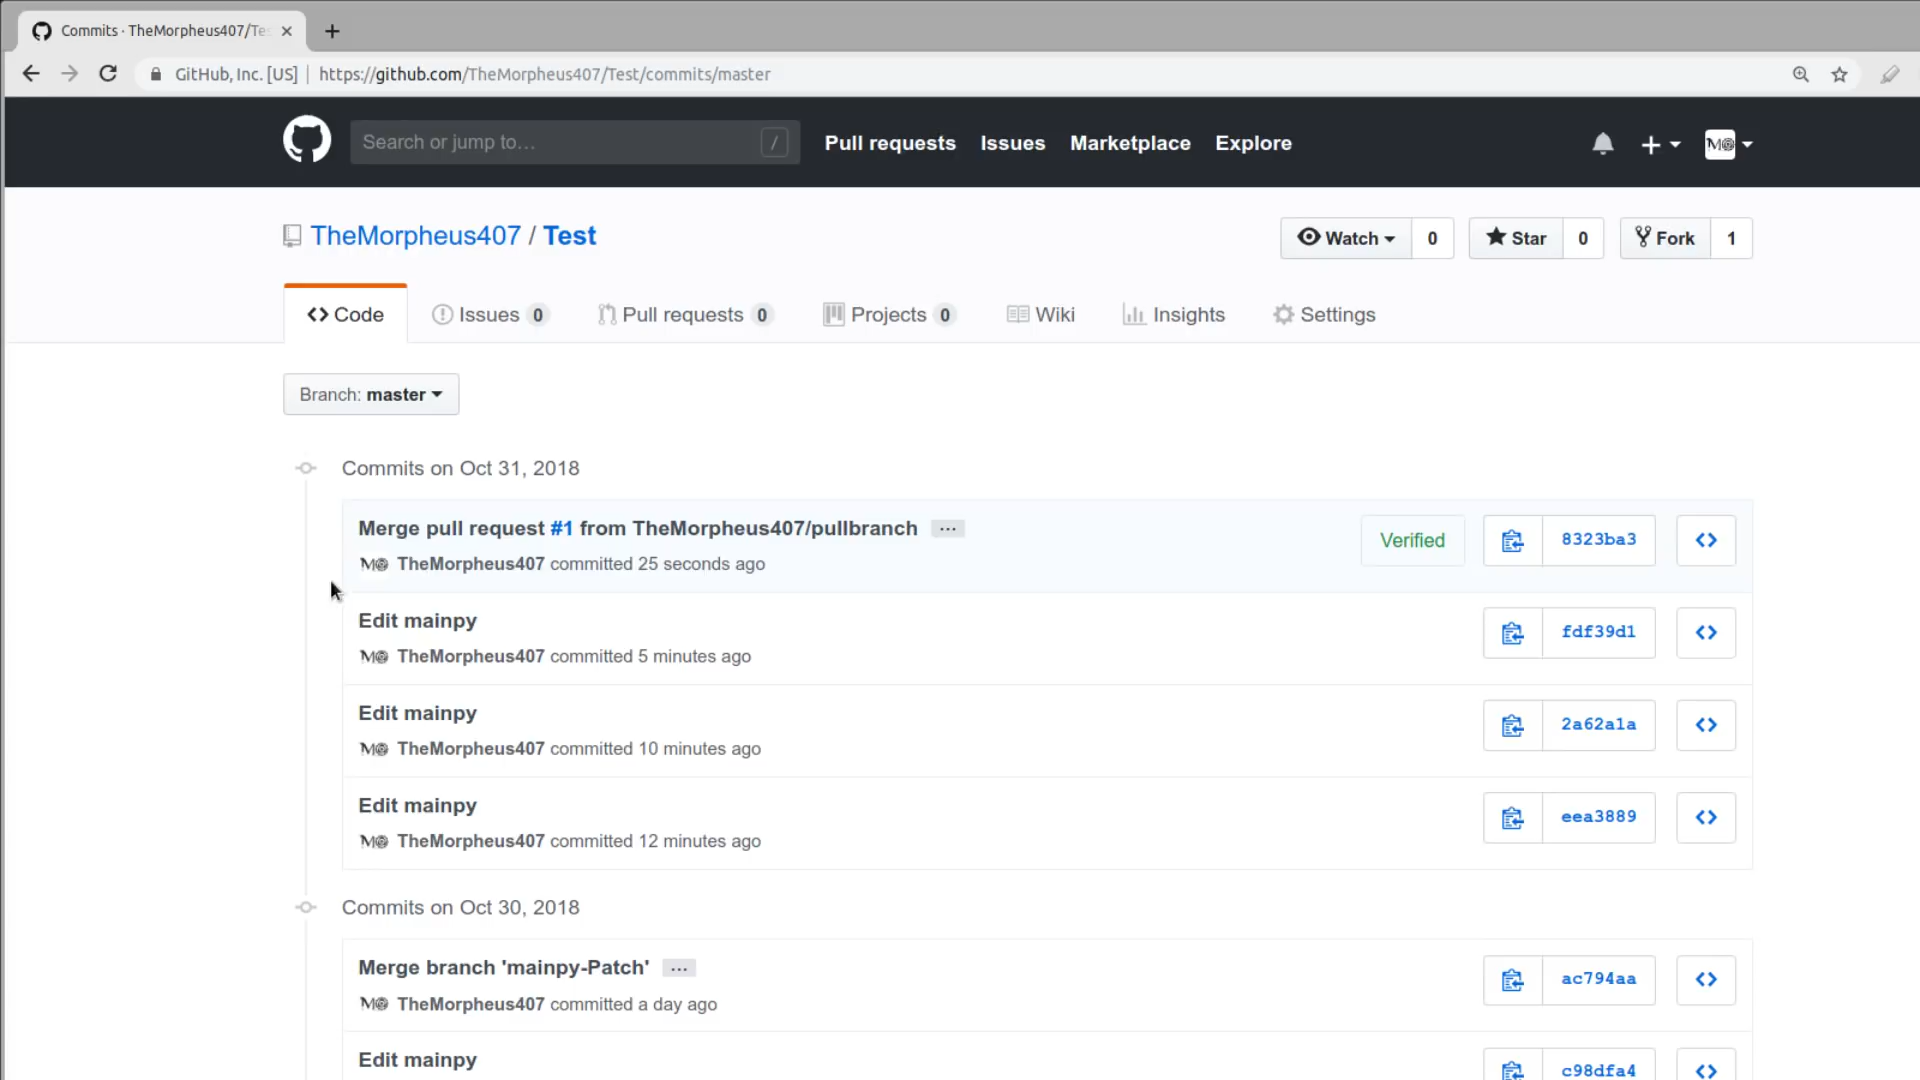 Commits · TheMorpheus407/Tes
GitHub, Inc. [US] | https://github.com/TheMorpheus407/Test/commits/master
Search or jump to… / Pull requests Issues Marketplace Explore
TheMorpheus407 / Test Watch 0 Star 0 Fork 1
Code Issues 0 Pull requests 0 Projects 0 Wiki Insights Settings
Branch: master
Commits on Oct 31, 2018
Merge pull request #1 from TheMorpheus407/pullbranch … Verified 8323ba3
TheMorpheus407 committed 25 seconds ago
Edit mainpy fdf39d1
TheMorpheus407 committed 5 minutes ago
Edit mainpy 2a62a1a
TheMorpheus407 committed 10 minutes ago
Edit mainpy eea3889
TheMorpheus407 committed 12 minutes ago
Commits on Oct 30, 2018
Merge branch 'mainpy-Patch' … ac794aa
TheMorpheus407 committed a day ago
Edit mainpy c98dfa4